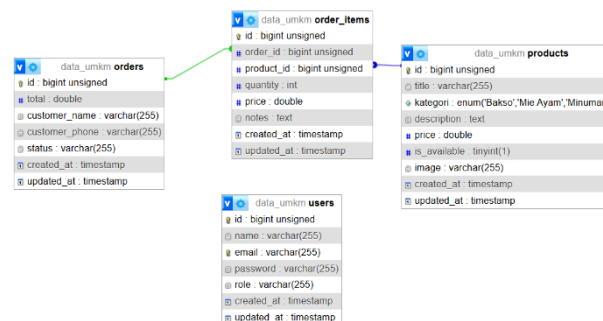 data_umkm orders
id : bigint unsigned
total : double
customer_name : varchar(255)
customer_phone : varchar(255)
status : varchar(255)
created_at : timestamp
updated_at : timestamp
data_umkm order_items
id : bigint unsigned
order_id : bigint unsigned
product_id : bigint unsigned
quantity : int
price : double
notes : text
created_at : timestamp
updated_at : timestamp
data_umkm products
id : bigint unsigned
title : varchar(255)
kategori : enum('Bakso','Mie Ayam','Minuman
description : text
price : double
is_available : tinyint(1)
image : varchar(255)
created_at : timestamp
updated_at : timestamp
data_umkm users
id : bigint unsigned
name : varchar(255)
email : varchar(255)
password : varchar(255)
role : varchar(255)
created_at : timestamp
updated_at : timestamp